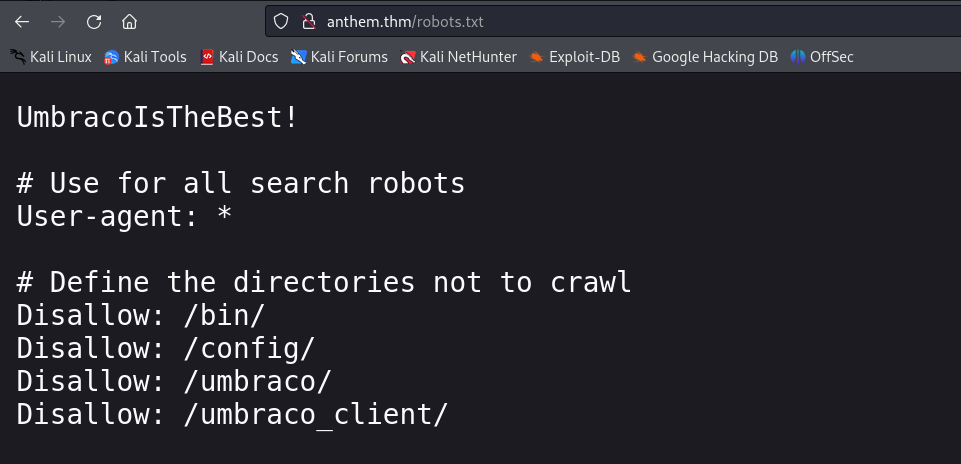 anthem.thm/robots.txt
Kali Linux Kali Tools Kali Docs Kali Forums Kali NetHunter Exploit-DB Google Hacking DB OffSec
UmbracoIsTheBest!
# Use for all search robots
User-agent: *
# Define the directories not to crawl
Disallow: /bin/
Disallow: /config/
Disallow: /umbraco/
Disallow: /umbraco_client/